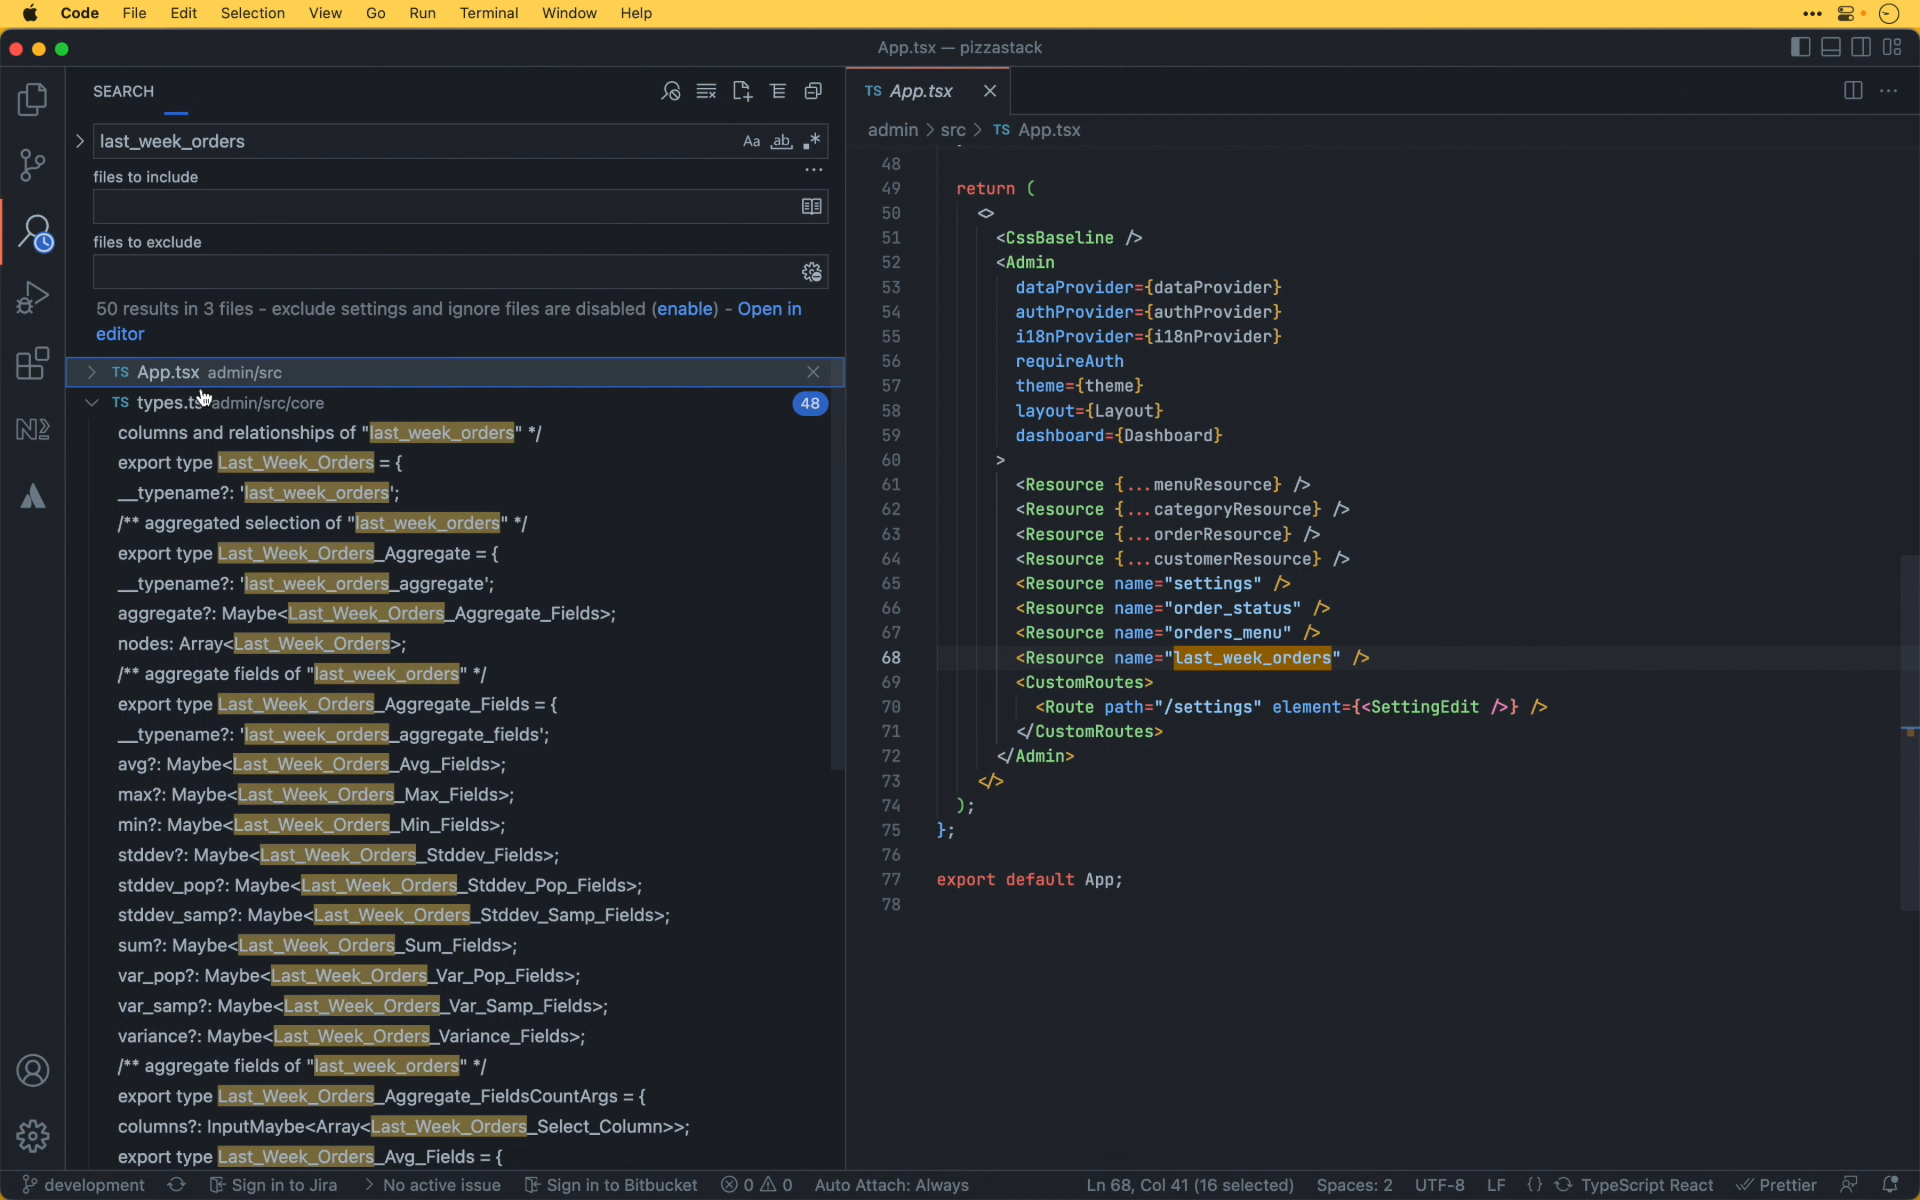 Code File Edit Selection View Go Run Terminal Window Help
App.tsx — pizzastack
SEARCH
last_week_orders
Aa ab .*
files to include
files to exclude
50 results in 3 files - exclude settings and ignore files are disabled (enable) - Open in
editor
TS App.tsx admin/src
TS types.ts admin/src/core 48
columns and relationships of "last_week_orders" */
export type Last_Week_Orders = {
__typename?: 'last_week_orders';
/** aggregated selection of "last_week_orders" */
export type Last_Week_Orders_Aggregate = {
__typename?: 'last_week_orders_aggregate';
aggregate?: Maybe<Last_Week_Orders_Aggregate_Fields>;
nodes: Array<Last_Week_Orders>;
/** aggregate fields of "last_week_orders" */
export type Last_Week_Orders_Aggregate_Fields = {
__typename?: 'last_week_orders_aggregate_fields';
avg?: Maybe<Last_Week_Orders_Avg_Fields>;
max?: Maybe<Last_Week_Orders_Max_Fields>;
min?: Maybe<Last_Week_Orders_Min_Fields>;
stddev?: Maybe<Last_Week_Orders_Stddev_Fields>;
stddev_pop?: Maybe<Last_Week_Orders_Stddev_Pop_Fields>;
stddev_samp?: Maybe<Last_Week_Orders_Stddev_Samp_Fields>;
sum?: Maybe<Last_Week_Orders_Sum_Fields>;
var_pop?: Maybe<Last_Week_Orders_Var_Pop_Fields>;
var_samp?: Maybe<Last_Week_Orders_Var_Samp_Fields>;
variance?: Maybe<Last_Week_Orders_Variance_Fields>;
/** aggregate fields of "last_week_orders" */
export type Last_Week_Orders_Aggregate_FieldsCountArgs = {
columns?: InputMaybe<Array<Last_Week_Orders_Select_Column>>;
export type Last_Week_Orders_Avg_Fields = {
TS App.tsx
admin > src > TS App.tsx
48
49 return (
50 <>
51 <CssBaseline />
52 <Admin
53 dataProvider={dataProvider}
54 authProvider={authProvider}
55 i18nProvider={i18nProvider}
56 requireAuth
57 theme={theme}
58 layout={Layout}
59 dashboard={Dashboard}
60 >
61 <Resource {...menuResource} />
62 <Resource {...categoryResource} />
63 <Resource {...orderResource} />
64 <Resource {...customerResource} />
65 <Resource name="settings" />
66 <Resource name="order_status" />
67 <Resource name="orders_menu" />
68 <Resource name="last_week_orders" />
69 <CustomRoutes>
70 <Route path="/settings" element={<SettingEdit />} />
71 </CustomRoutes>
72 </Admin>
73 </>
74 );
75 };
76
77 export default App;
78
development Sign in to Jira > No active issue Sign in to Bitbucket 0 0 Auto Attach: Always Ln 68, Col 41 (16 selected) Spaces: 2 UTF-8 LF {} TypeScript React Prettier